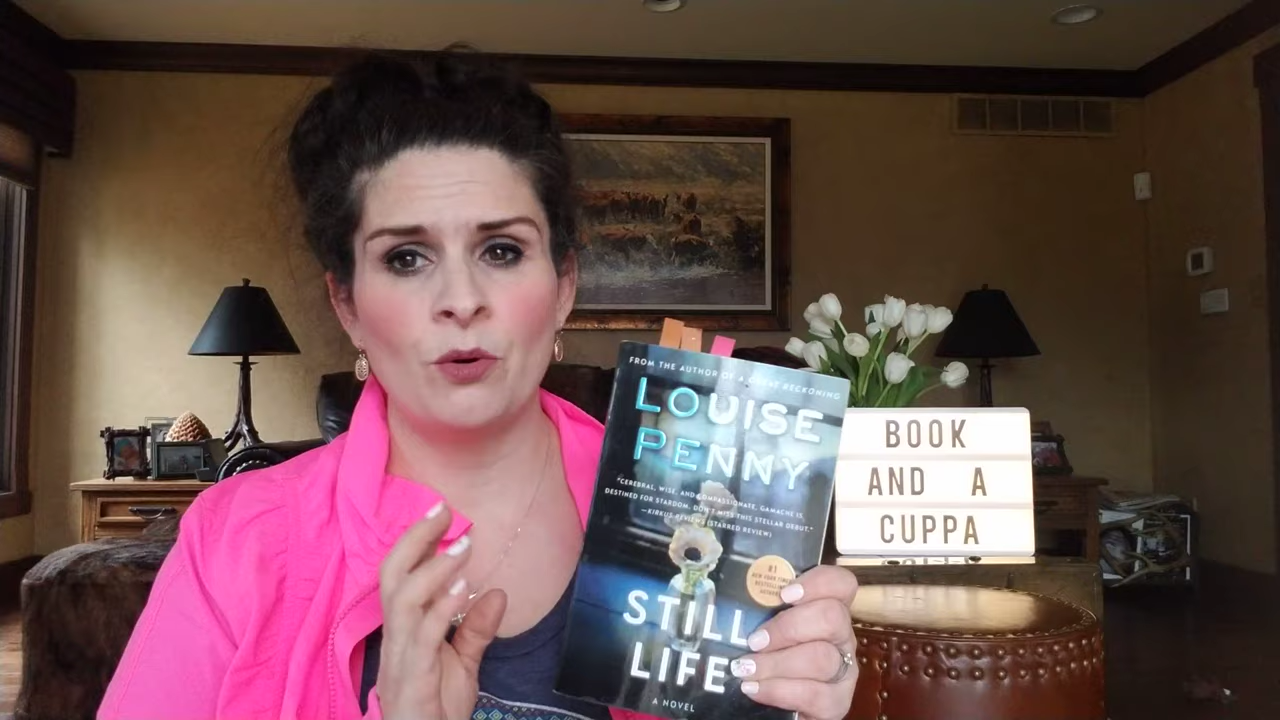 FROM THE AUTHOR OF A GREAT RECKONING
LOUISE
PENNY
"CEREBRAL, WISE, AND COMPASSIONATE, GAMACHE IS
DESTINED FOR STARDOM. DON'T MISS THIS STELLAR DEBUT."
—KIRKUS REVIEWS (STARRED REVIEW)
#1
NEW YORK TIMES
BESTSELLING
AUTHOR
STILL
LIFE
A NOVEL
BOOK
AND A
CUPPA